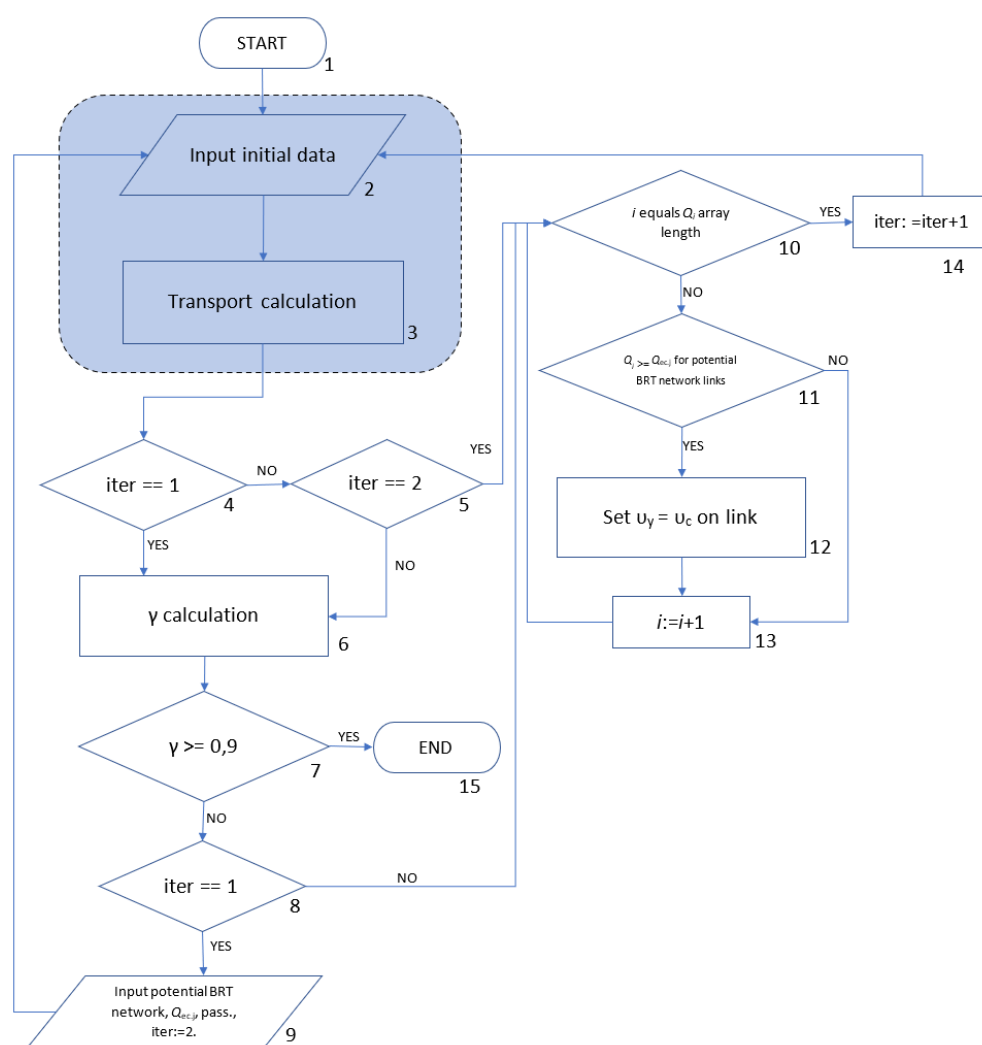 START
1
Input initial data
2
Transport calculation
3
iter == 1
4
NO
YES
iter == 2
5
YES
NO
γ calculation
6
γ >= 0,9
7
YES
END
15
NO
iter == 1
8
NO
YES
Input potential BRT
network, Qec.j, pass.,
iter:=2.
9
i equals Qi array
length
10
YES
iter: =iter+1
14
NO
Qi >= Qec.j for potential
BRT network links
11
NO
YES
Set υy = υc on link
12
i:=i+1
13